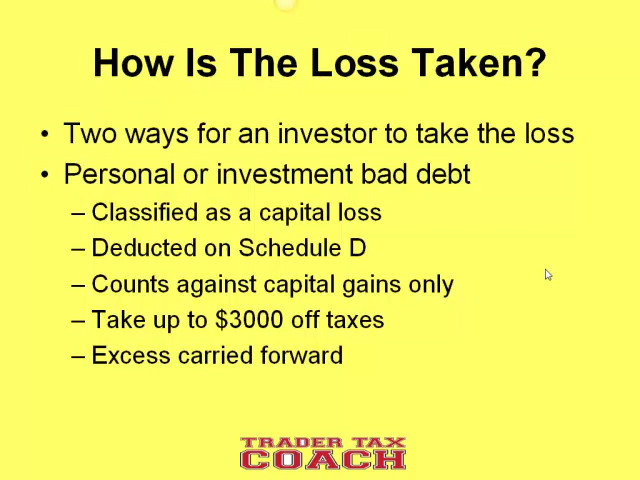 How Is The Loss Taken?
• Two ways for an investor to take the loss
• Personal or investment bad debt
– Classified as a capital loss
– Deducted on Schedule D
– Counts against capital gains only
– Take up to $3000 off taxes
– Excess carried forward
TRADER TAX
COACH